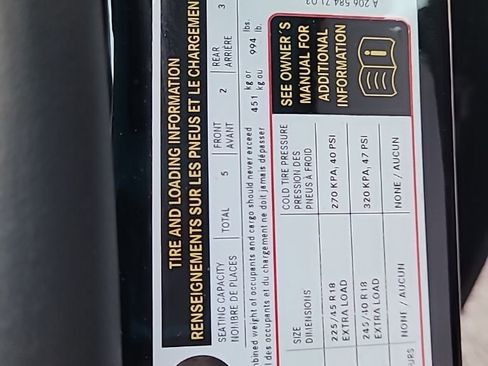 A 206 584 71 03
TIRE AND LOADING INFORMATION
RENSEIGNEMENTS SUR LES PNEUS ET LE CHARGEMEN
SEATING CAPACITY TOTAL 5 FRONT 2 REAR 3
NOMBRE DE PLACES AVANT ARRIÈRE
mbined weight of occupants and cargo should never exceed 451 kg or 994 lbs.
l des occupants et du chargement ne doit jamais dépasser kg ou lb.
SIZE COLD TIRE PRESSURE
DIMENSIONS PRESSION DES
PNEUS À FROID
225/45 R18 270 KPA, 40 PSI
EXTRA LOAD
245/40 R18 320 KPA, 47 PSI
EXTRA LOAD
NONE / AUCUN NONE / AUCUN
OURS
SEE OWNER'S
MANUAL FOR
ADDITIONAL
INFORMATION